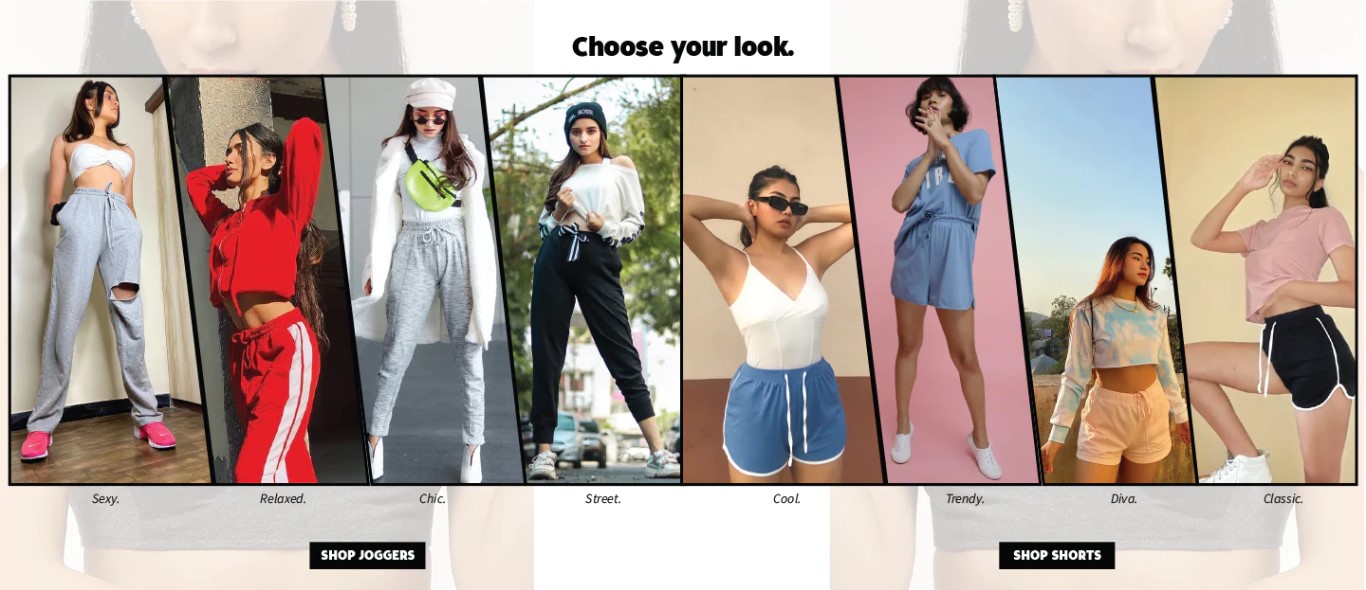 Choose your look.
Sexy.
Relaxed.
Chic.
Street.
Cool.
Trendy.
Diva.
Classic.
SHOP JOGGERS
SHOP SHORTS